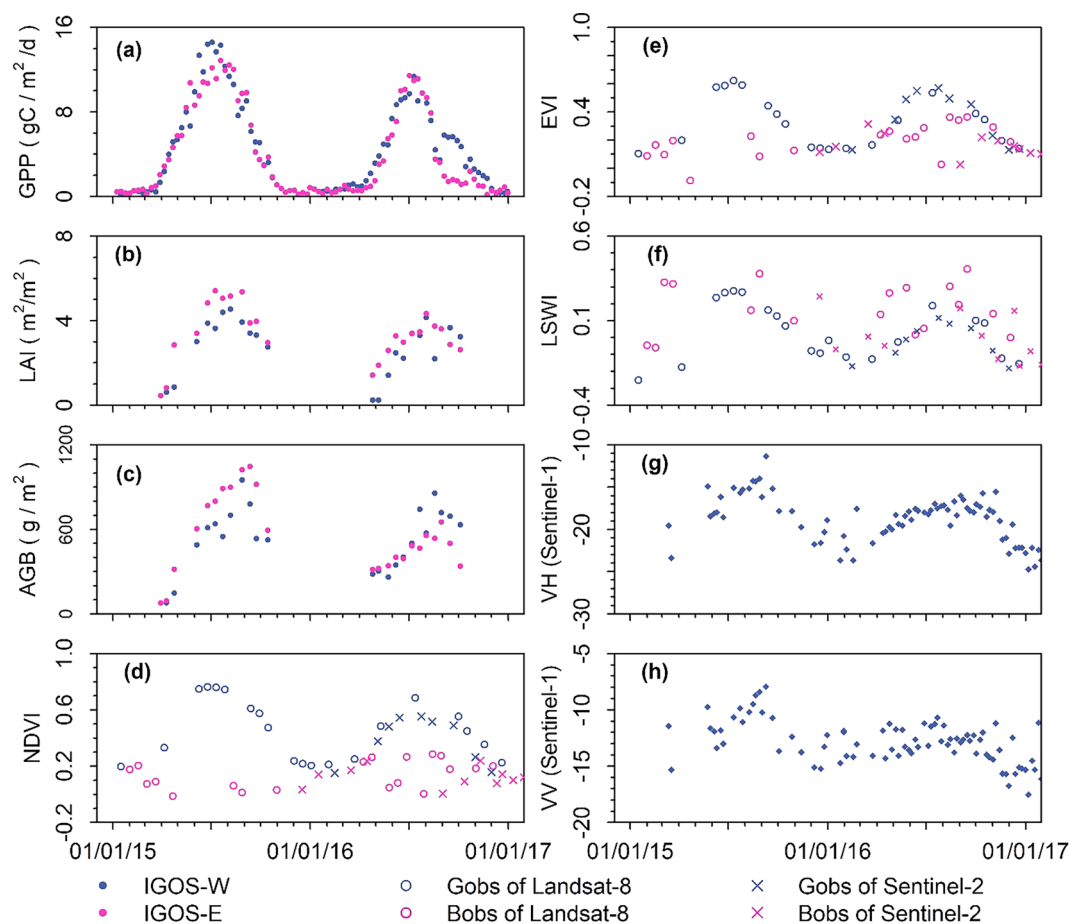 (a)
GPP ( gC / m² /d )
16
12
8
4
0
(b)
LAI ( m²/m² )
8
4
0
(c)
AGB ( g / m² )
1200
600
0
(d)
NDVI
1.0
0.6
0.2
-0.2
01/01/15
01/01/16
01/01/17
(e)
EVI
1.0
0.4
-0.2
(f)
LSWI
0.6
0.1
-0.4
(g)
VH (Sentinel-1)
-10
-20
-30
(h)
VV (Sentinel-1)
-5
-10
-15
-20
01/01/15
01/01/16
01/01/17
IGOS-W
Gobs of Landsat-8
Gobs of Sentinel-2
IGOS-E
Bobs of Landsat-8
Bobs of Sentinel-2